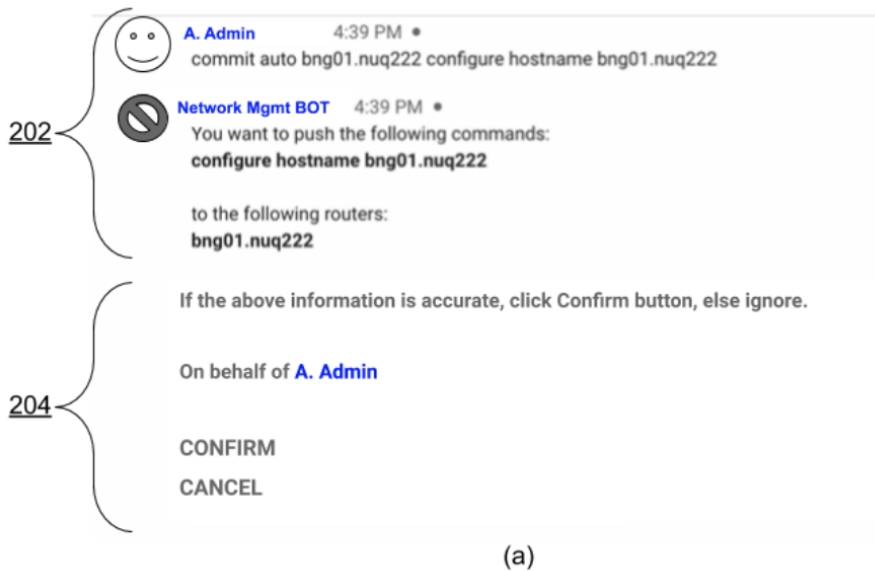 A. Admin 4:39 PM •
commit auto bng01.nuq222 configure hostname bng01.nuq222
Network Mgmt BOT 4:39 PM •
202
You want to push the following commands:
configure hostname bng01.nuq222
to the following routers:
bng01.nuq222
If the above information is accurate, click Confirm button, else ignore.
On behalf of A. Admin
204
CONFIRM
CANCEL
(a)